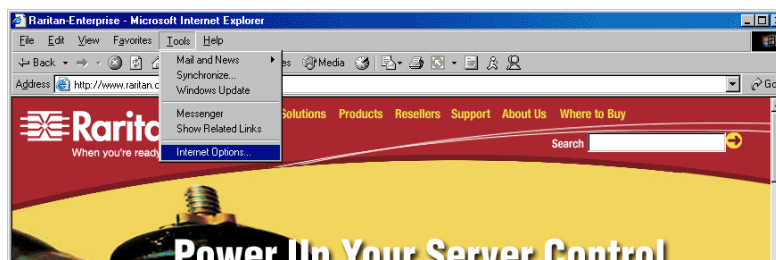 Raritan-Enterprise - Microsoft Internet Explorer
File Edit View Favorites Tools Help
Back Media
Address http://www.raritan.c
Mail and News
Synchronize...
Windows Update
Messenger
Show Related Links
Internet Options...
Solutions Products Resellers Support About Us Where to Buy
Search
Rarita
When you're ready
Power Up Your Server Control